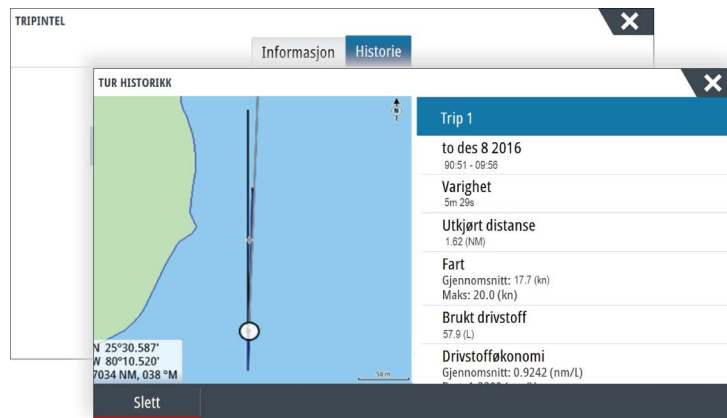 TRIPINTEL
Informasjon
Historie
TUR HISTORIKK
N
N 25°30.587'
W 80°10.520'
7034 NM, 038 °M
50 m
Slett
Trip 1
to des 8 2016
90:51 - 09:56
Varighet
5m 29s
Utkjørt distanse
1.62 (NM)
Fart
Gjennomsnitt: 17.7 (kn)
Maks: 20.0 (kn)
Brukt drivstoff
57.9 (L)
Drivstofføkonomi
Gjennomsnitt: 0.9242 (nm/L)